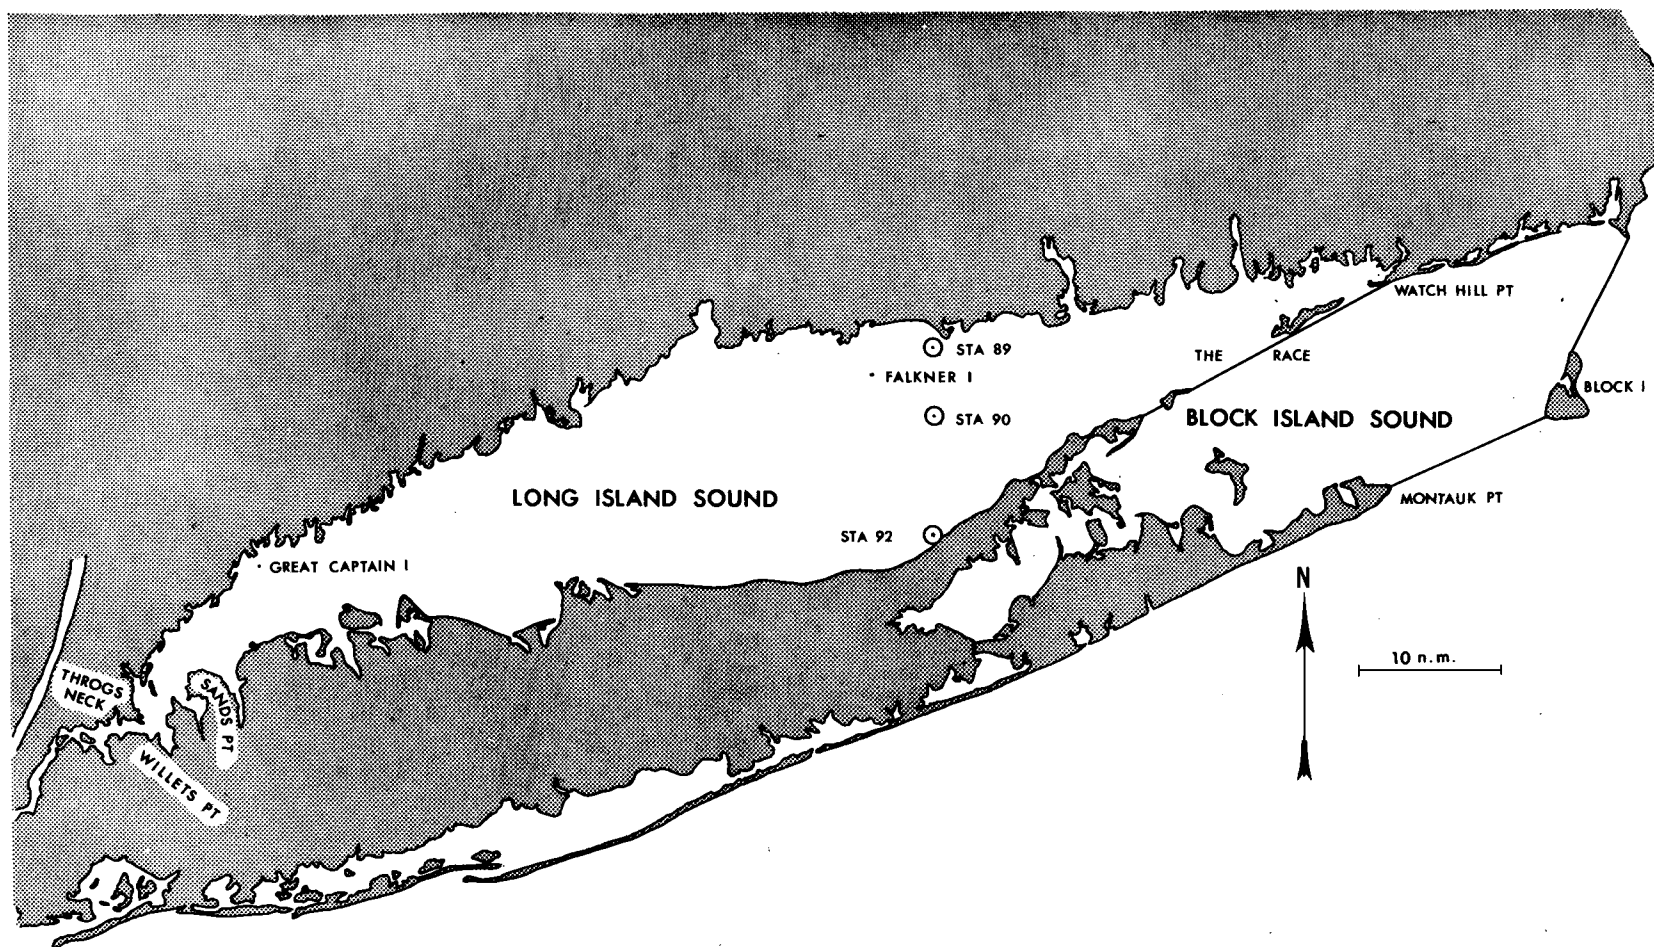 WATCH HILL PT
STA 89
THE RACE
FALKNER I
BLOCK I
STA 90
BLOCK ISLAND SOUND
LONG ISLAND SOUND
MONTAUK PT
STA 92
GREAT CAPTAIN I
N
10 n.m.
THROGS
NECK
SANDS PT
WILLETS PT